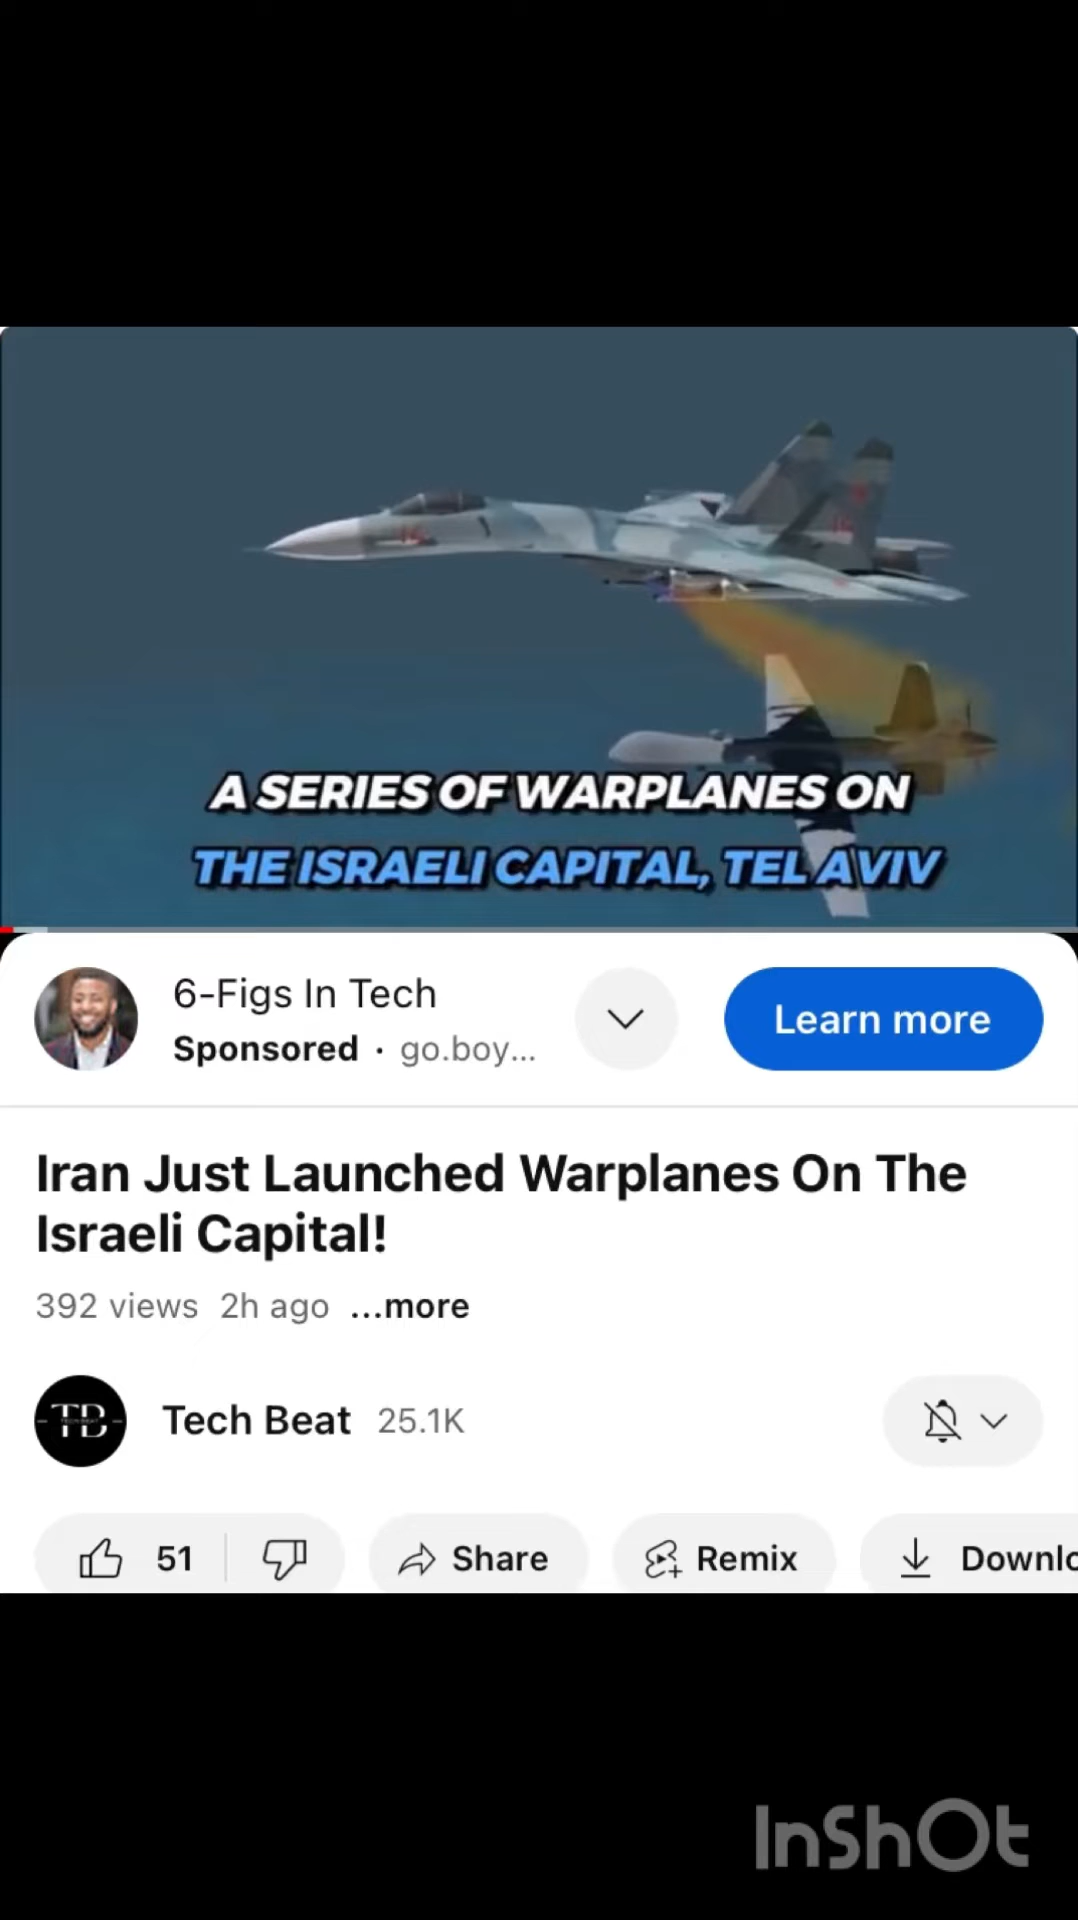 A SERIES OF WARPLANES ON
THE ISRAELI CAPITAL, TEL AVIV
6-Figs In Tech
Sponsored · go.boy...
Learn more
Iran Just Launched Warplanes On The
Israeli Capital!
392 views 2h ago ...more
TB
Tech Beat 25.1K
51
Share
Remix
Downlo
InShOt